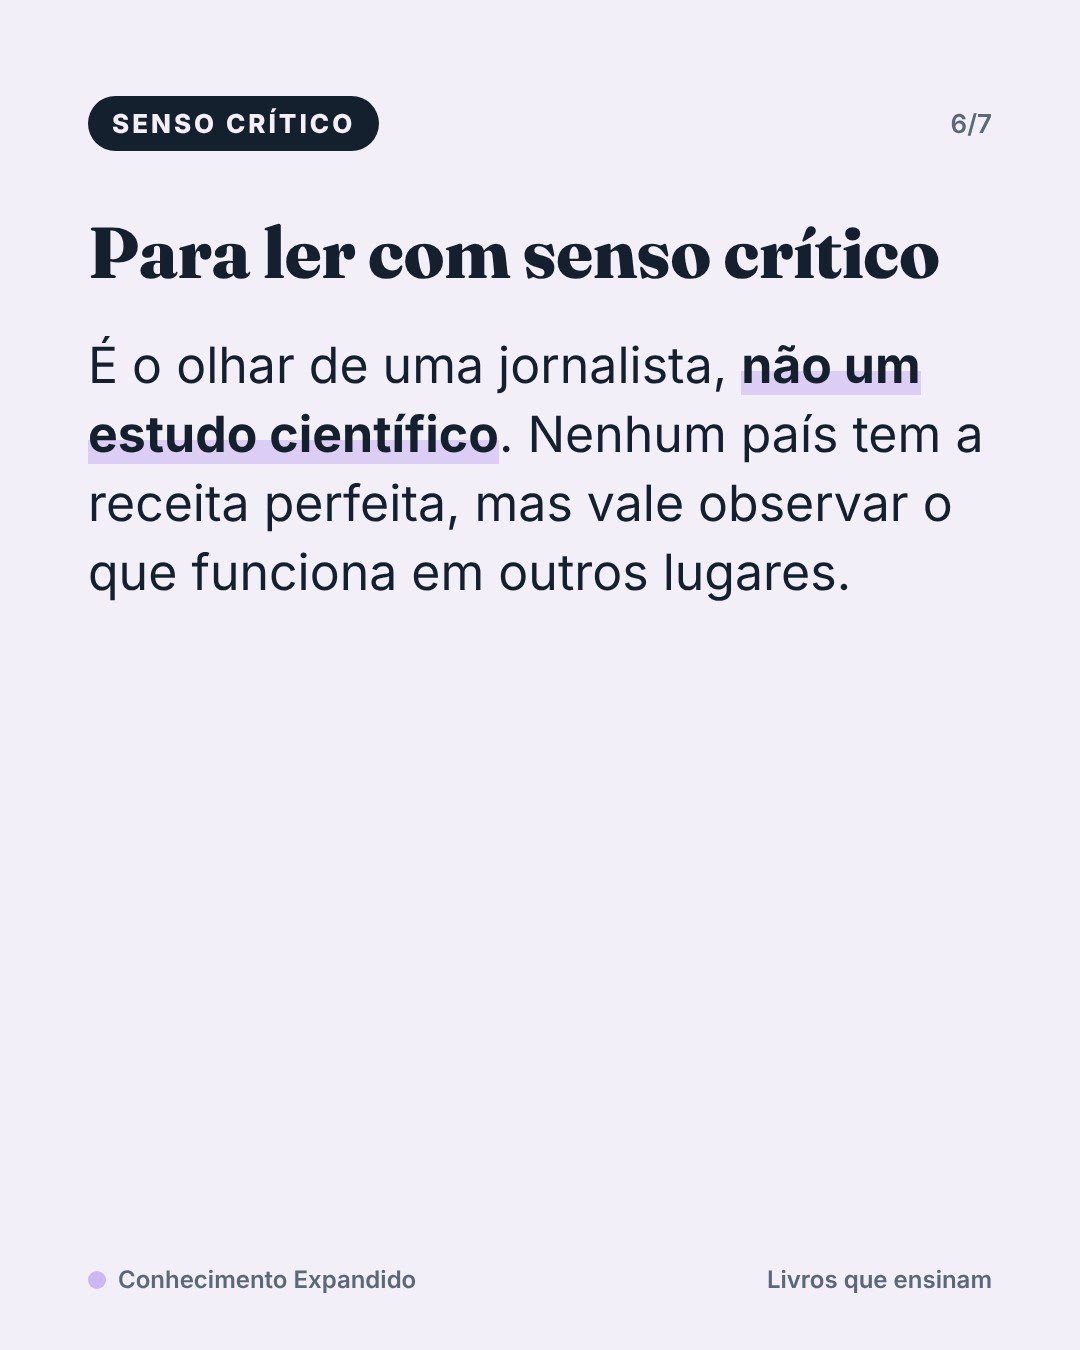 SENSO CRÍTICO
6/7
Para ler com senso crítico
É o olhar de uma jornalista, não um
estudo científico. Nenhum país tem a
receita perfeita, mas vale observar o
que funciona em outros lugares.
Conhecimento Expandido
Livros que ensinam